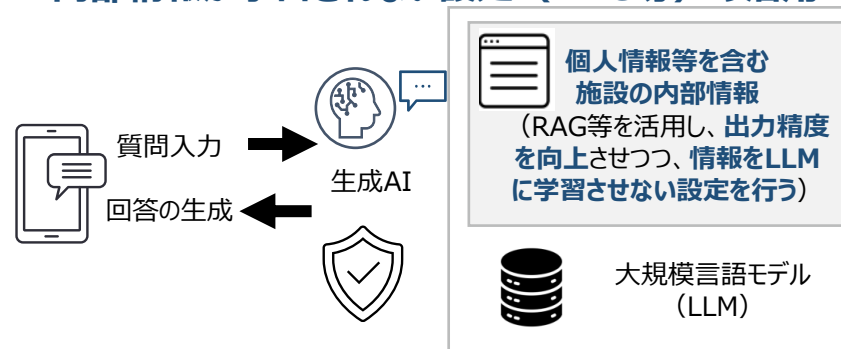 質問入力
回答の生成
生成AI
個人情報等を含む
施設の内部情報
（RAG等を活用し、出力精度
を向上させつつ、情報をLLM
に学習させない設定を行う）
大規模言語モデル
（LLM）